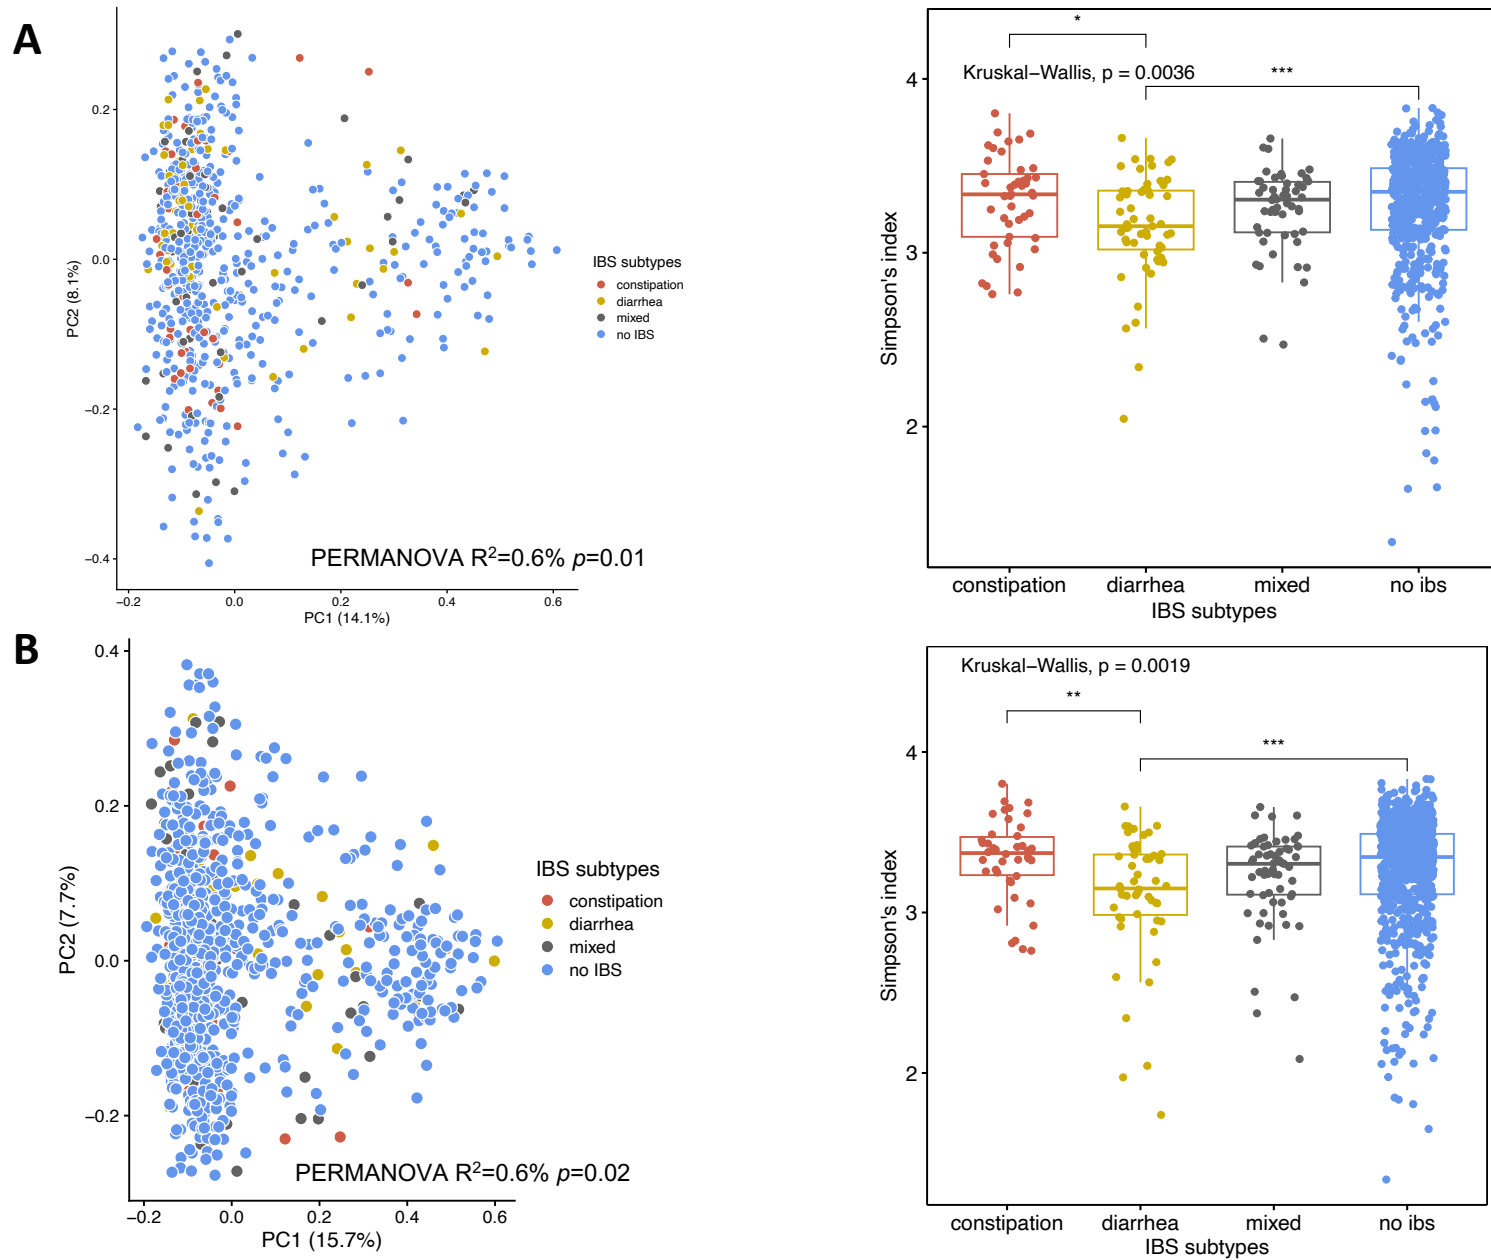 A
0.2
0.0
−0.2
−0.4
PC2 (8.1%)
−0.2
0.0
0.2
0.4
0.6
PC1 (14.1%)
IBS subtypes
constipation
diarrhea
mixed
no IBS
PERMANOVA R²=0.6% p=0.01
*
Kruskal−Wallis, p = 0.0036
***
4
3
2
Simpson's index
constipation
diarrhea
mixed
no ibs
IBS subtypes
B
0.4
0.2
0.0
−0.2
PC2 (7.7%)
−0.2
0.0
0.2
0.4
0.6
PC1 (15.7%)
IBS subtypes
constipation
diarrhea
mixed
no IBS
PERMANOVA R²=0.6% p=0.02
Kruskal−Wallis, p = 0.0019
**
***
4
3
2
Simpson's index
constipation
diarrhea
mixed
no ibs
IBS subtypes